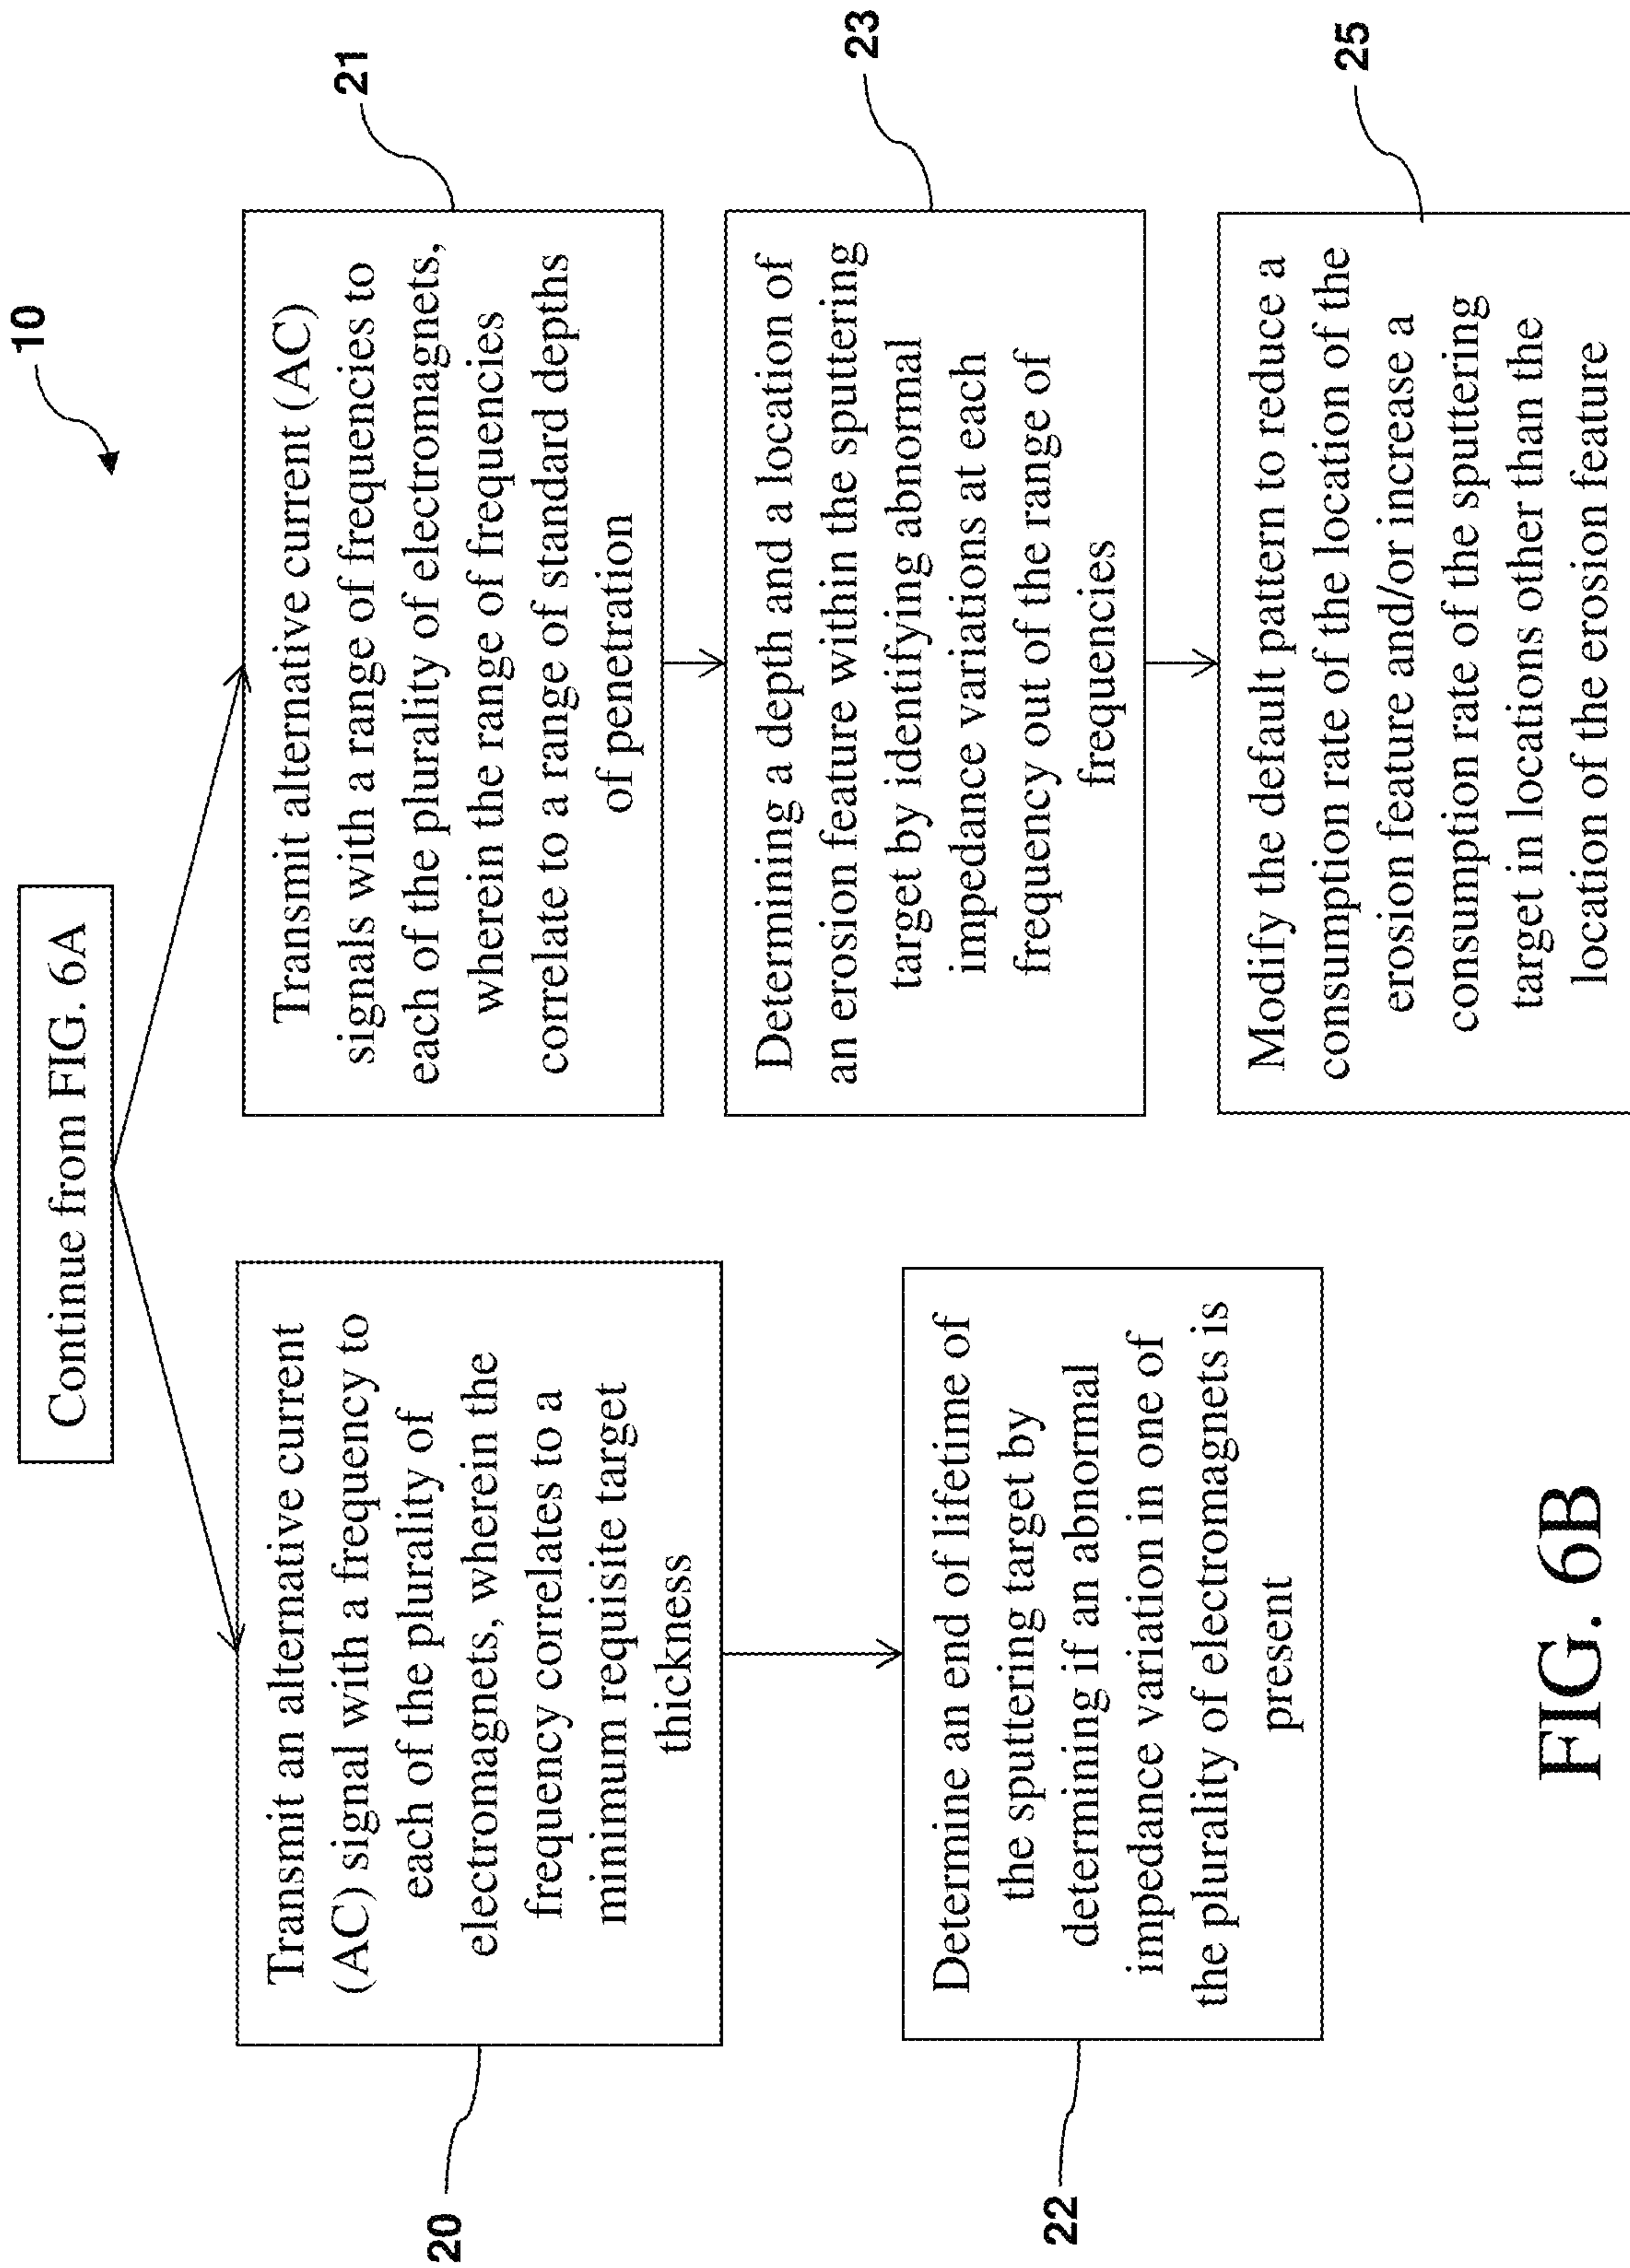 10
Continue from FIG. 6A
20
Transmit an alternative current
(AC) signal with a frequency to
each of the plurality of
electromagnets, wherein the
frequency correlates to a
minimum requisite target
thickness
22
Determine an end of lifetime of
the sputtering target by
determining if an abnormal
impedance variation in one of
the plurality of electromagnets is
present
21
Transmit alternative current (AC)
signals with a range of frequencies to
each of the plurality of electromagnets,
wherein the range of frequencies
correlate to a range of standard depths
of penetration
23
Determining a depth and a location of
an erosion feature within the sputtering
target by identifying abnormal
impedance variations at each
frequency out of the range of
frequencies
25
Modify the default pattern to reduce a
consumption rate of the location of the
erosion feature and/or increase a
consumption rate of the sputtering
target in locations other than the
location of the erosion feature
FIG. 6B